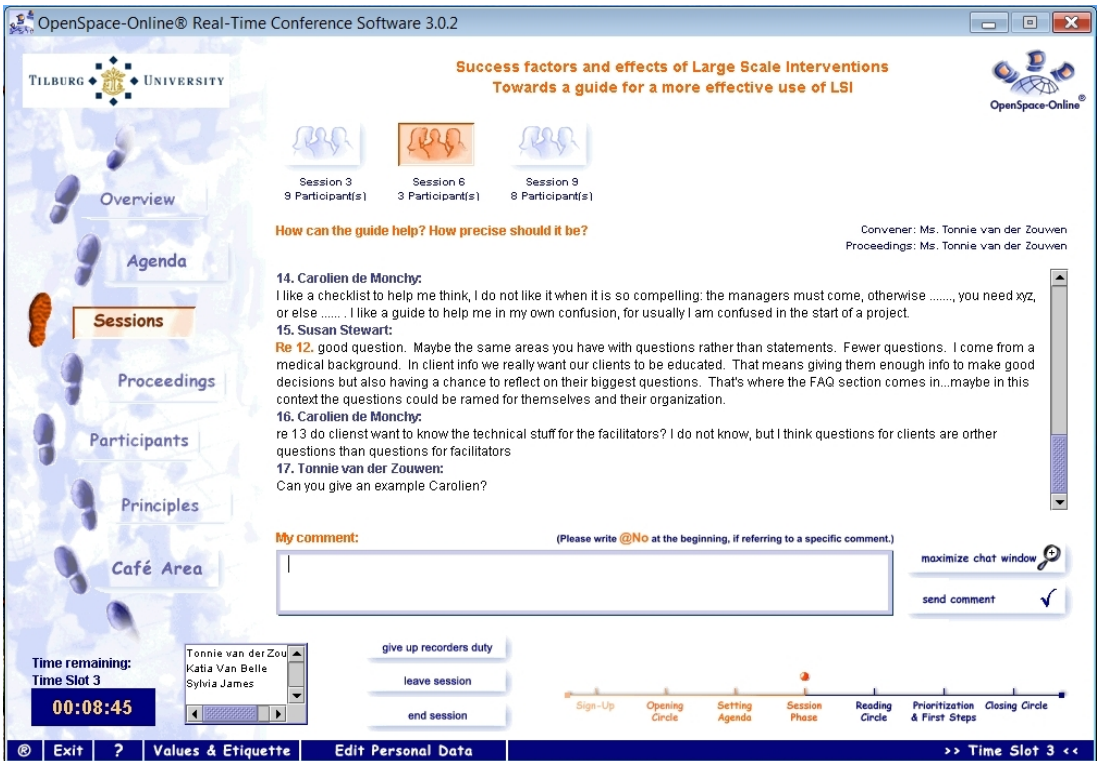 OpenSpace-Online® Real-Time Conference Software 3.0.2
TILBURG UNIVERSITY
Success factors and effects of Large Scale Interventions
Towards a guide for a more effective use of LSI
OpenSpace-Online®
Session 3
9 Participant(s)
Session 6
3 Participant(s)
Session 9
8 Participant(s)
Overview
Agenda
Sessions
Proceedings
Participants
Principles
Café Area
How can the guide help? How precise should it be?
Convener: Ms. Tonnie van der Zouwen
Proceedings: Ms. Tonnie van der Zouwen
14. Carolien de Monchy:
I like a checklist to help me think, I do not like it when it is so compelling: the managers must come, otherwise ......., you need xyz,
or else ...... . I like a guide to help me in my own confusion, for usually I am confused in the start of a project.
15. Susan Stewart:
Re 12. good question. Maybe the same areas you have with questions rather than statements. Fewer questions. I come from a
medical background. In client info we really want our clients to be educated. That means giving them enough info to make good
decisions but also having a chance to reflect on their biggest questions. That's where the FAQ section comes in...maybe in this
context the questions could be ramed for themselves and their organization.
16. Carolien de Monchy:
re 13 do clienst want to know the technical stuff for the facilitators? I do not know, but I think questions for clients are orther
questions than questions for facilitators
17. Tonnie van der Zouwen:
Can you give an example Carolien?
My comment:
(Please write @No at the beginning, if referring to a specific comment.)
maximize chat window
send comment
Time remaining:
Time Slot 3
00:08:45
Tonnie van der Zou
Katia Van Belle
Sylvia James
give up recorders duty
leave session
end session
Sign-Up
Opening Circle
Setting Agenda
Session Phase
Reading Circle
Prioritization & First Steps
Closing Circle
® Exit ? Values & Etiquette Edit Personal Data >> Time Slot 3 <<